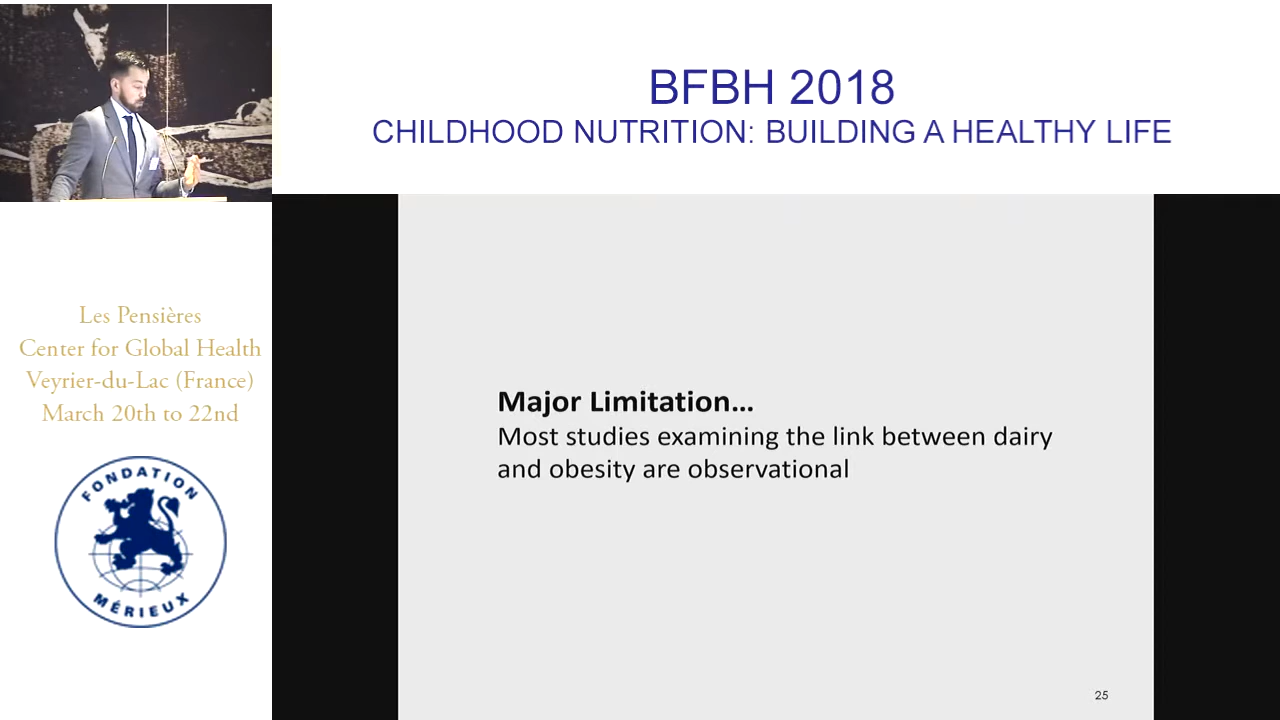 BFBH 2018
CHILDHOOD NUTRITION: BUILDING A HEALTHY LIFE
Les Pensières
Center for Global Health
Veyrier-du-Lac (France)
March 20th to 22nd
FONDATION
MÉRIEUX
Major Limitation...
Most studies examining the link between dairy
and obesity are observational
25